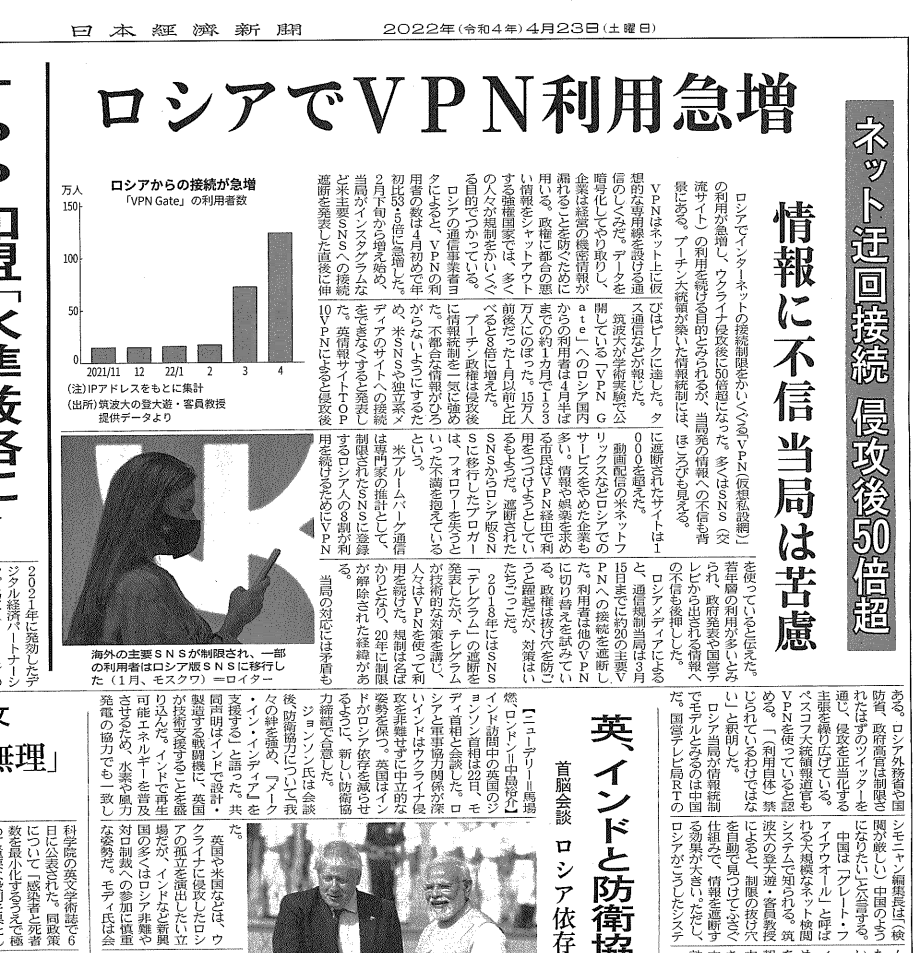 日本経済新聞
2022年(令和4年)4月23日(土曜日)
ロシアでVPN利用急増
ネット迂回接続 侵攻後50倍超
情報に不信 当局は苦慮
ロシアでインターネットの接続制限をかいくぐる「VPN(仮想私設網)」
の利用が急増し、ウクライナ侵攻後に50倍超になった。多くはSNS(交
流サイト)の利用を続ける目的とみられるが、当局発の情報への不信も背
景にある。プーチン大統領が築いた情報統制には、ほころびも見える。
VPNはネット上に仮
想的な専用線を設ける通
信のしくみだ。データを
暗号化してやり取りし、
企業は経営の機密情報が
漏れることを防ぐために
用いる。政権に都合の悪
い情報をシャットアウト
する強権国家では、多く
の人々が規制をかいくぐ
る目的でつかっている。
ロシアの通信事業者ヨ
タによると、VPNの利
用者の数は4月初めで年
初比53・5倍に急増した。
2月下旬から増え始め、
当局がインスタグラムな
ど米主要SNSへの接続
遮断を発表した直後に伸
びはピークに達した。タ
ス通信などが報じた。
筑波大が学術実験で公
開している「VPN G
ate」へのロシア国内
からの利用者は4月半ば
までの約1カ月で123
万人にのぼった。15万人
前後だった1月以前と比
べると8倍に増えた。
プーチン政権は侵攻後
に情報統制を一気に強め
た。不都合な情報がひろ
がらないようにするた
め、米SNSや独立系メ
ディアのサイトへの接続
をできなくすると発表し
た。英情報サイトTOP
10VPNによると侵攻後
に遮断されたサイトは1
000を超えた。
動画配信の米ネットフ
リックスなどロシアでの
サービスをやめた企業も
多い。情報や娯楽を求め
る市民はVPN経由で利
用をつづけようとしてい
るもようだ。遮断された
SNSからロシア版SN
Sに移行したブロガー
は、フォロワーを失うと
いった不満を抱えている
という。
米ブルームバーグ通信
は専門家の推計として、
制限されたSNSに登録
するロシア人の8割が利
用を続けるためにVPN
を使っていると伝えた。
若年層の利用が多いとみ
られ、政府発表や国営テ
レビから出される情報へ
の不信も後押しした。
ロシアメディアによる
と、通信規制当局は3月
15日までに約20の主要V
PNへの接続を遮断し
た。利用者は他のVPN
に切り替えを試みてい
る。政権は抜け穴を防ご
うと躍起だが、対策はい
たちごっこだ。
2018年にはSNS
「テレグラム」の遮断を
発表したが、テレグラム
が技術的な対策を講じ、
人々はVPNを使って利
用を続けた。規制は名ば
かりとなり、20年に制限
が解除された経緯があ
る。
当局の対応には矛盾も
ある。ロシア外務省や国
防省、政府高官は制限さ
れたはずのツイッターを
通じ、侵攻を正当化する
主張を繰り広げている。
ペスコフ大統領報道官も
VPNを使っていると認
める。「(利用自体)禁
じられているわけではな
い」と釈明した。
ロシア当局が情報統制
でモデルとみるのは中国
だ。国営テレビ局RTの
シモニャン編集長は「(検
閲が厳しい)中国のよう
になりたい」と公言する。
中国は「グレート・フ
ァイアウオール」と呼ば
れる大規模なネット検閲
システムで知られる。筑
波大の登大遊・客員教授
によると、制限の抜け穴
を自動で見つけてふさぐ
仕組みで、情報を遮断す
る効果が大きい。ただし、
ロシアがこうしたシステ
ロシアからの接続が急増
「VPN Gate」の利用者数
万人
150
100
50
0
2021/11 12 22/1 2 3 4
(注)IPアドレスをもとに集計
(出所)筑波大の登大遊・客員教授
提供データより
海外の主要SNSが制限され、一部
の利用者はロシア版SNSに移行し
た(1月、モスクワ)=ロイター
英、インドと防衛協
首脳会談 ロシア依存
【ニューデリー=馬場
燃、ロンドン=中島裕介】
インド訪問中の英国のジ
ョンソン首相は22日、モ
ディ首相と会談した。ロ
シアと軍事協力関係が深
いインドはウクライナ侵
攻を非難せずに中立的な
姿勢を保つ。英国はイン
ドがロシア依存を減らせ
るように、新しい防衛協
力締結で合意した。
ジョンソン氏は会談
後、防衛協力について「我
々の絆を強め、『メーク
・イン・インディア』を
支援する」と語った。共
同声明はインドで設計・
製造する戦闘機に、英国
が技術支援することを盛
り込んだ。インドで再生
可能エネルギーを普及
させるため、水素や風力
発電の協力でも一致し
た。
英国や米国などは、ウ
クライナに侵攻したロシ
アの孤立を演出したい立
場だが、インドなど新興
国の多くはロシア非難や
対ロ制裁への参加に慎重
な姿勢だ。モディ氏は会
2021年に発効したデ
ジタル経済パートナーシ
無理」
科学院の英文学術誌で6
日に公表された。同政策
について「感染者と死者
数を最小化するうえで極